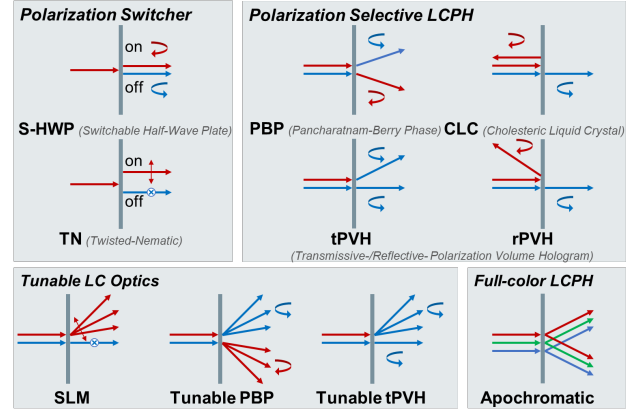 Polarization Switcher
on
off
S-HWP (Switchable Half-Wave Plate)
on
off
TN (Twisted-Nematic)
Polarization Selective LCPH
PBP (Pancharatnam-Berry Phase)
CLC (Cholesteric Liquid Crystal)
tPVH
rPVH
(Transmissive-/Reflective- Polarization Volume Hologram)
Tunable LC Optics
SLM
Tunable PBP
Tunable tPVH
Full-color LCPH
Apochromatic